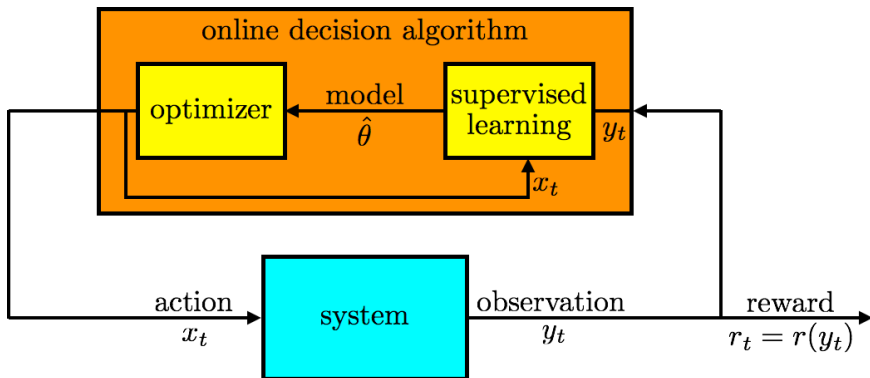 online decision algorithm
optimizer
model
θ̂
supervised
learning
y_t
x_t
action
x_t
system
observation
y_t
reward
r_t = r(y_t)